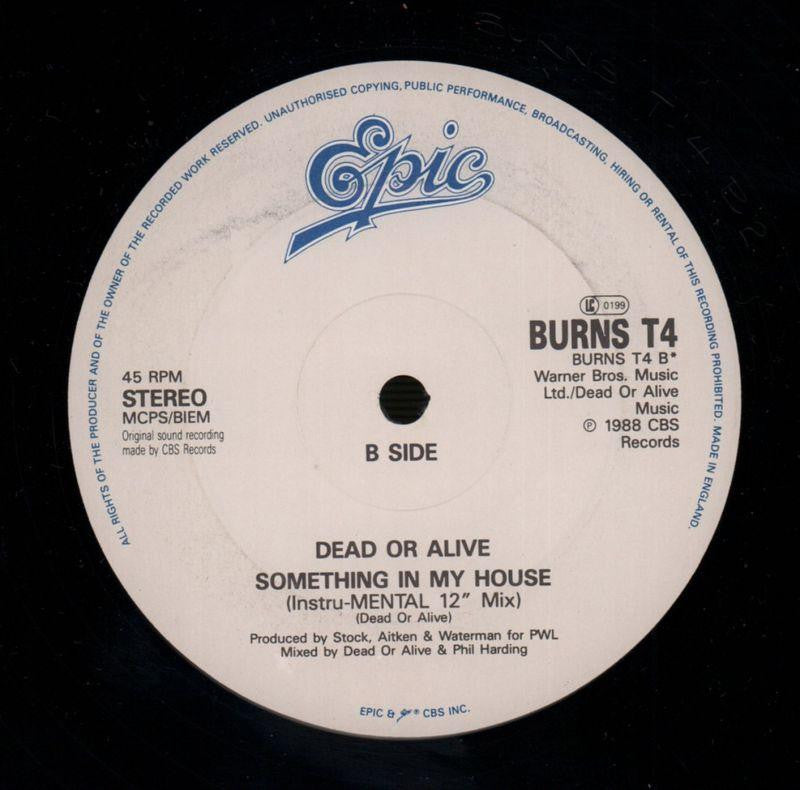 ALL RIGHTS OF THE PRODUCER AND OF THE OWNER OF THE RECORDED WORK RESERVED. UNAUTHORISED COPYING, PUBLIC PERFORMANCE, BROADCASTING, HIRING OR RENTAL OF THIS RECORDING PROHIBITED. MADE IN ENGLAND.
Epic
LC 0199
BURNS T4
BURNS T4 B*
Warner Bros. Music
Ltd./Dead Or Alive
Music
℗ 1988 CBS
Records
45 RPM
STEREO
MCPS/BIEM
Original sound recording
made by CBS Records
B SIDE
DEAD OR ALIVE
SOMETHING IN MY HOUSE
(Instru-MENTAL 12" Mix)
(Dead Or Alive)
Produced by Stock, Aitken & Waterman for PWL
Mixed by Dead Or Alive & Phil Harding
EPIC & Epic ® CBS INC.